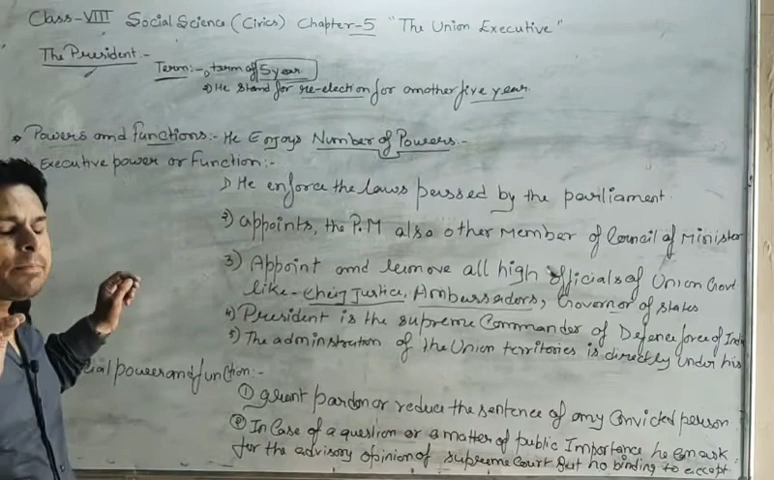 Class-VIII Social Science (Civics) Chapter-5 "The Union Executive"
The President:-
Term:- 1) term of 5 year
2) He stand for re-election for another five year.
* Powers and functions:- He Enjoys Number of Powers:-
Executive power or Function:-
1) He enforce the laws passed by the parliament.
2) appoints, the P.M also other Member of Council of Minister
3) Appoint and remove all high officials of Union Govt
like- Chief Justice, Ambassadors, Governor of states
4) President is the supreme Commander of Defence force of Indi
5) The adminstration of the Union territories is directly under his
cial power and function:-
① grant pardon or reduce the sentence of any Convicted person
② In Case of a question or a matter of public Importance he can ask
for the advisory opinion of supreme Court But no binding to accept